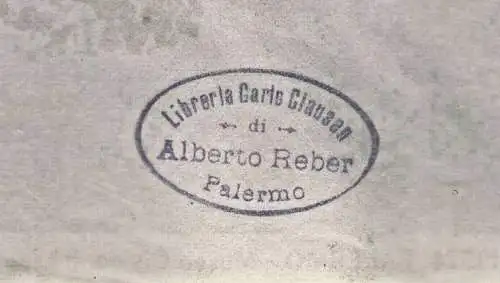 Libreria Carlo Clausen
di
Alberto Reber
Palermo